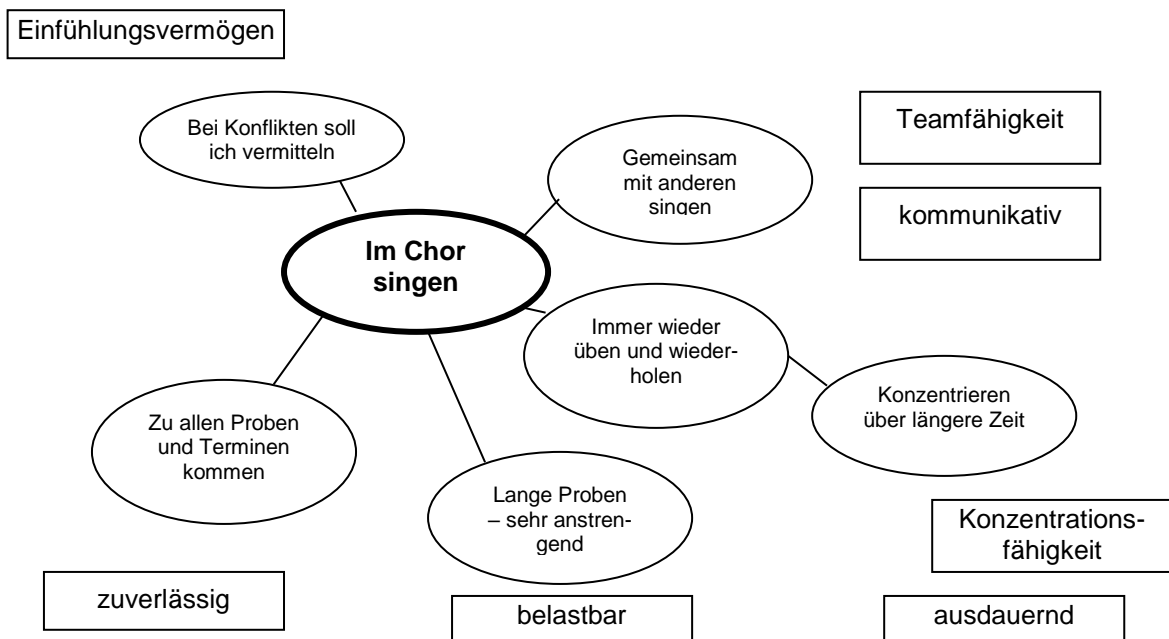 Einfühlungsvermögen
Bei Konflikten soll
ich vermitteln
Teamfähigkeit
Gemeinsam
mit anderen
singen
kommunikativ
Im Chor
singen
Immer wieder
üben und wieder-
holen
Konzentrieren
über längere Zeit
Zu allen Proben
und Terminen
kommen
Lange Proben
– sehr anstren-
gend
Konzentrations-
fähigkeit
zuverlässig
belastbar
ausdauernd